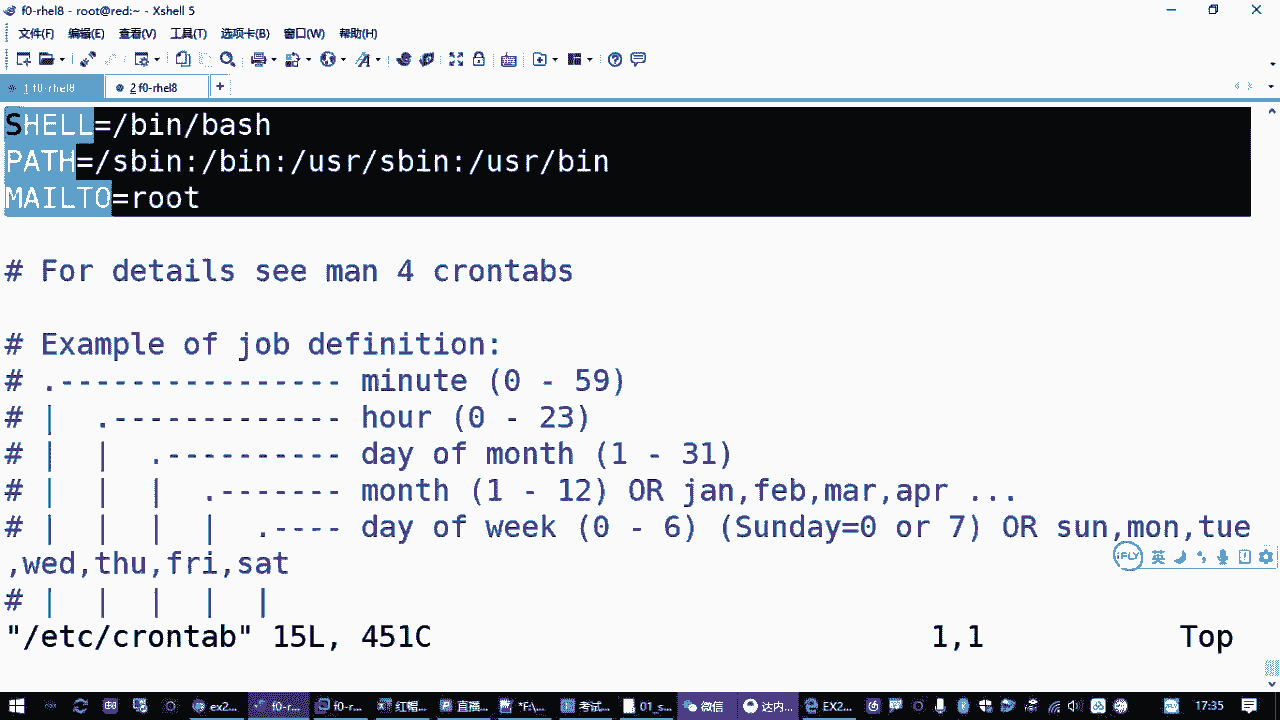 f0-rhel8 - root@red:~ - Xshell 5
文件(F) 编辑(E) 查看(V) 工具(T) 选项卡(B) 窗口(W) 帮助(H)
1 f0-rhel8 2 f0-rhel8 +
SHELL=/bin/bash
PATH=/sbin:/bin:/usr/sbin:/usr/bin
MAILTO=root
# For details see man 4 crontabs
# Example of job definition:
# .---------------- minute (0 - 59)
# | .------------- hour (0 - 23)
# | | .---------- day of month (1 - 31)
# | | | .------- month (1 - 12) OR jan,feb,mar,apr ...
# | | | | .---- day of week (0 - 6) (Sunday=0 or 7) OR sun,mon,tue
,wed,thu,fri,sat
# | | | | |
iFLY 英
"/etc/crontab" 15L, 451C 1,1 Top
ex2... f0-r... f0-r... 红帽... 直播... *F:\... 考试... 01_s... 微信 达内... EX2... 17:35